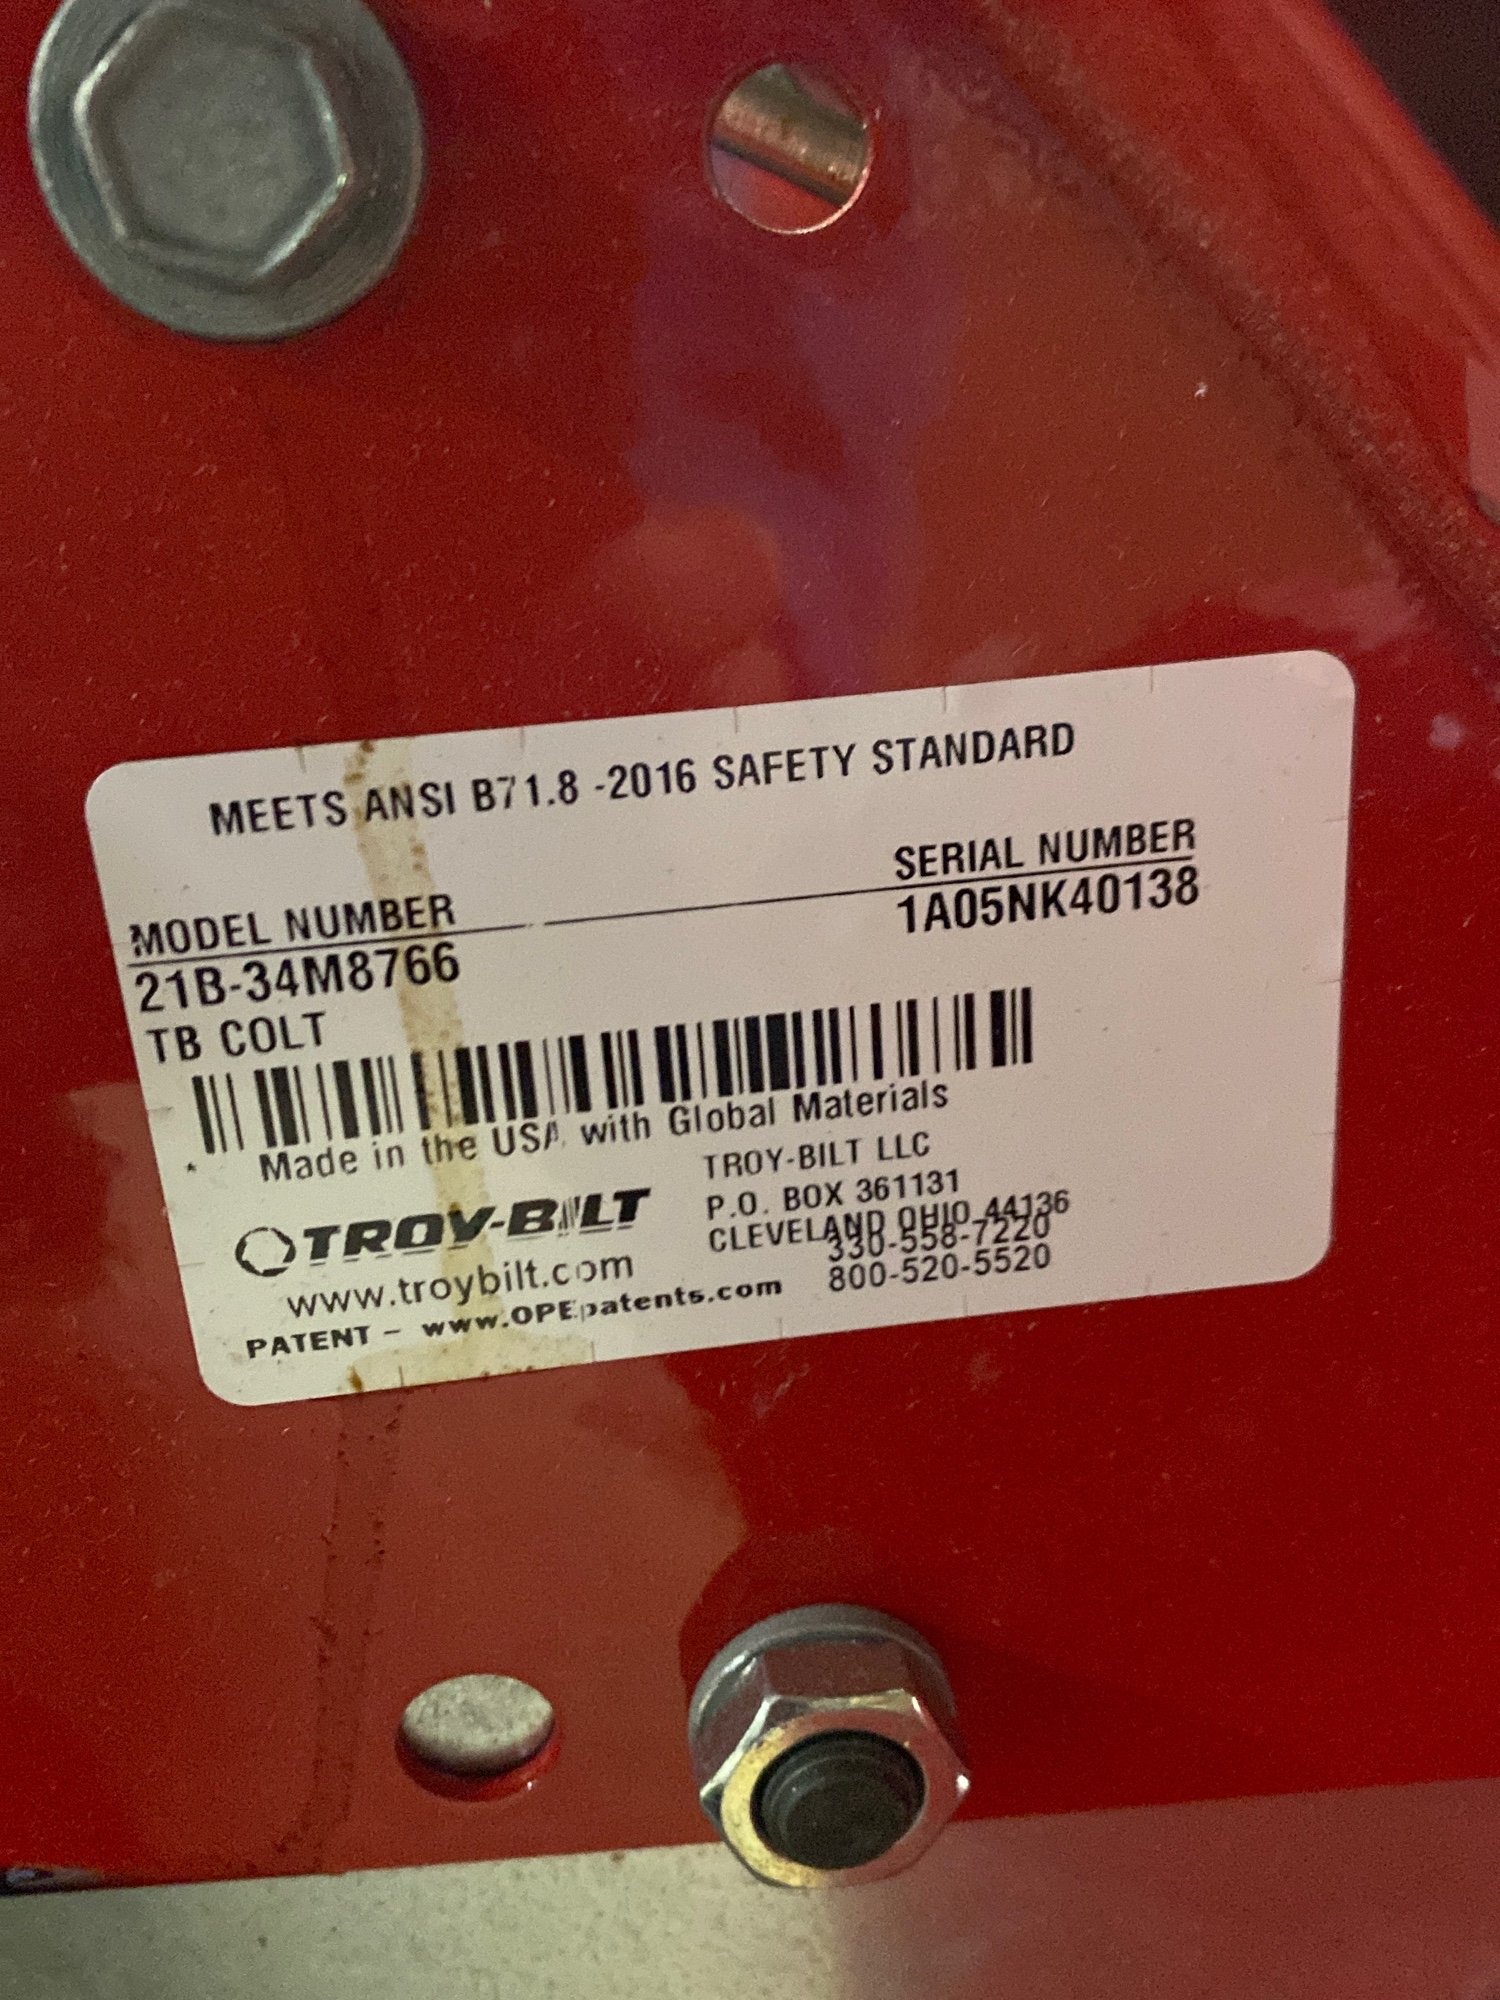 MEETS ANSI B71.8 -2016 SAFETY STANDARD
MODEL NUMBER SERIAL NUMBER
21B-34M8766 1A05NK40138
TB COLT
Made in the USA with Global Materials
TROY-BILT
www.troybilt.com
PATENT - www.OPEpatents.com
TROY-BILT LLC
P.O. BOX 361131
CLEVELAND OHIO 44136
330-558-7220
800-520-5520